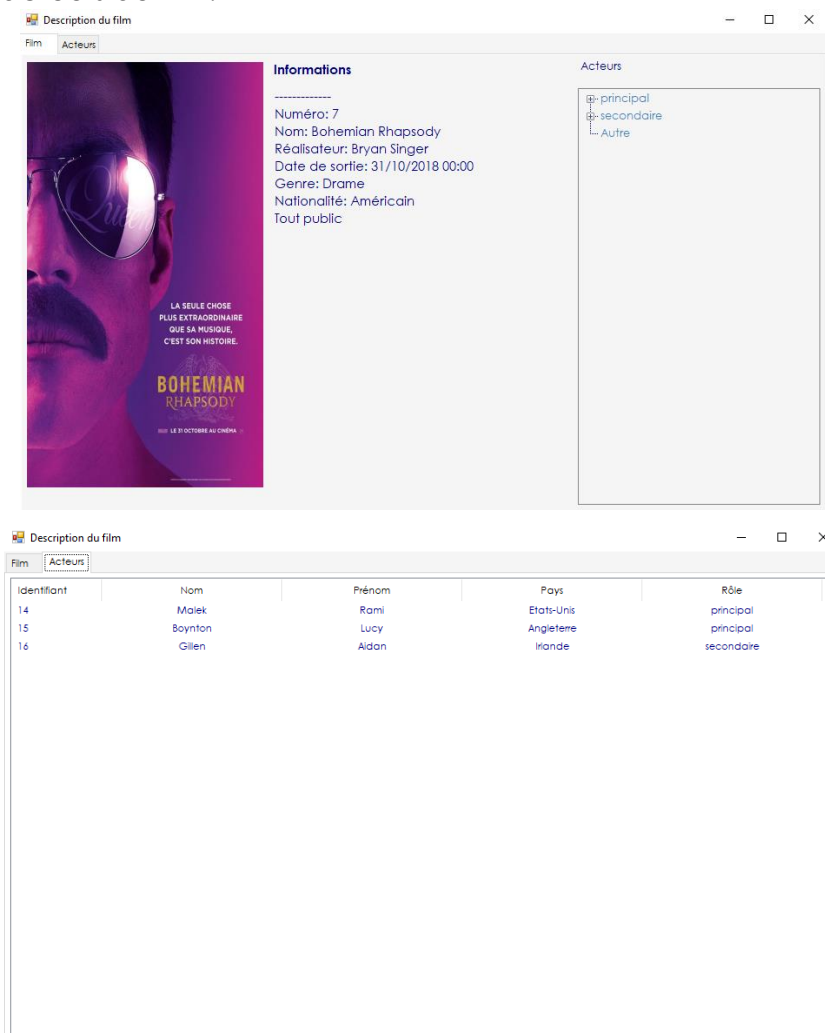 Description du film
Film Acteurs
Informations
-------------
Numéro: 7
Nom: Bohemian Rhapsody
Réalisateur: Bryan Singer
Date de sortie: 31/10/2018 00:00
Genre: Drame
Nationalité: Américain
Tout public
Acteurs
principal
secondaire
Autre
Queen
LA SEULE CHOSE
PLUS EXTRAORDINAIRE
QUE SA MUSIQUE,
C'EST SON HISTOIRE.
BOHEMIAN
RHAPSODY
LE 31 OCTOBRE AU CINÉMA
Description du film
Film Acteurs
Identifiant Nom Prénom Pays Rôle
14 Malek Rami Etats-Unis principal
15 Boynton Lucy Angleterre principal
16 Gillen Aidan Irlande secondaire